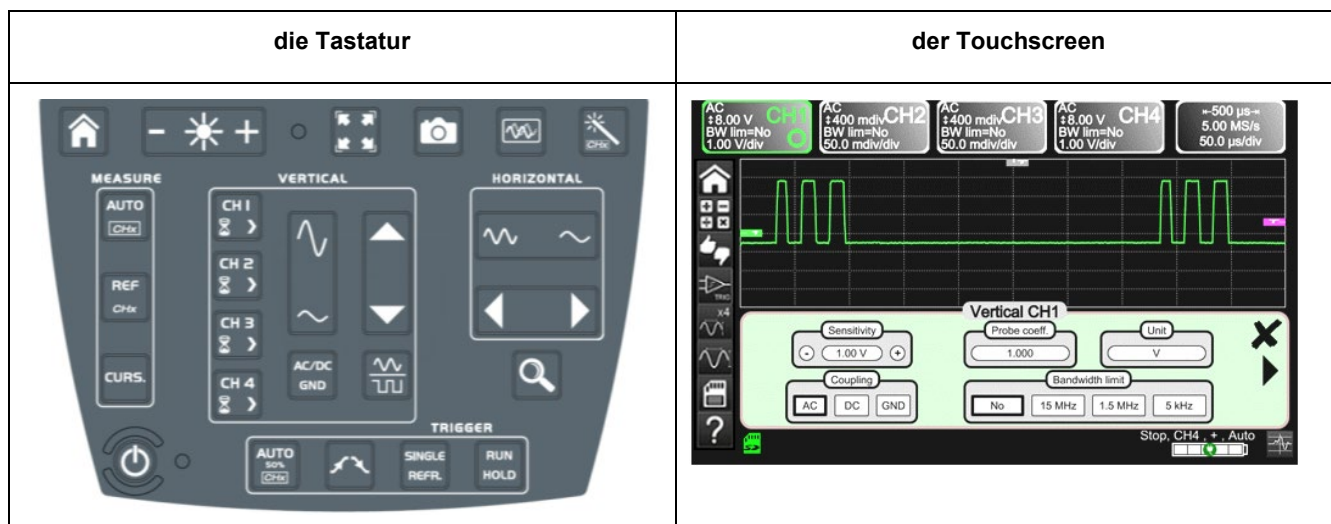 die Tastatur
der Touchscreen
CHx
MEASURE
VERTICAL
HORIZONTAL
AUTO
CHx
REF
CHx
CURS.
CH 1
CH 2
CH 3
CH 4
AC/DC
GND
TRIGGER
AUTO
50%
CHx
SINGLE
REFR.
RUN
HOLD
AC
CH1
8.00 V
BW lim=No
1.00 V/div
AC
CH2
400 mdiv
BW lim=No
50.0 mdiv/div
AC
CH3
400 mdiv
BW lim=No
50.0 mdiv/div
AC
CH4
8.00 V
BW lim=No
1.00 V/div
500 µs
5.00 MS/s
50.0 µs/div
TRIG
x4
?
Vertical CH1
Sensitivity
- 1.00 V +
Probe coeff.
1.000
Unit
V
Coupling
AC DC GND
Bandwidth limit
No 15 MHz 1.5 MHz 5 kHz
Stop, CH4 , + , Auto